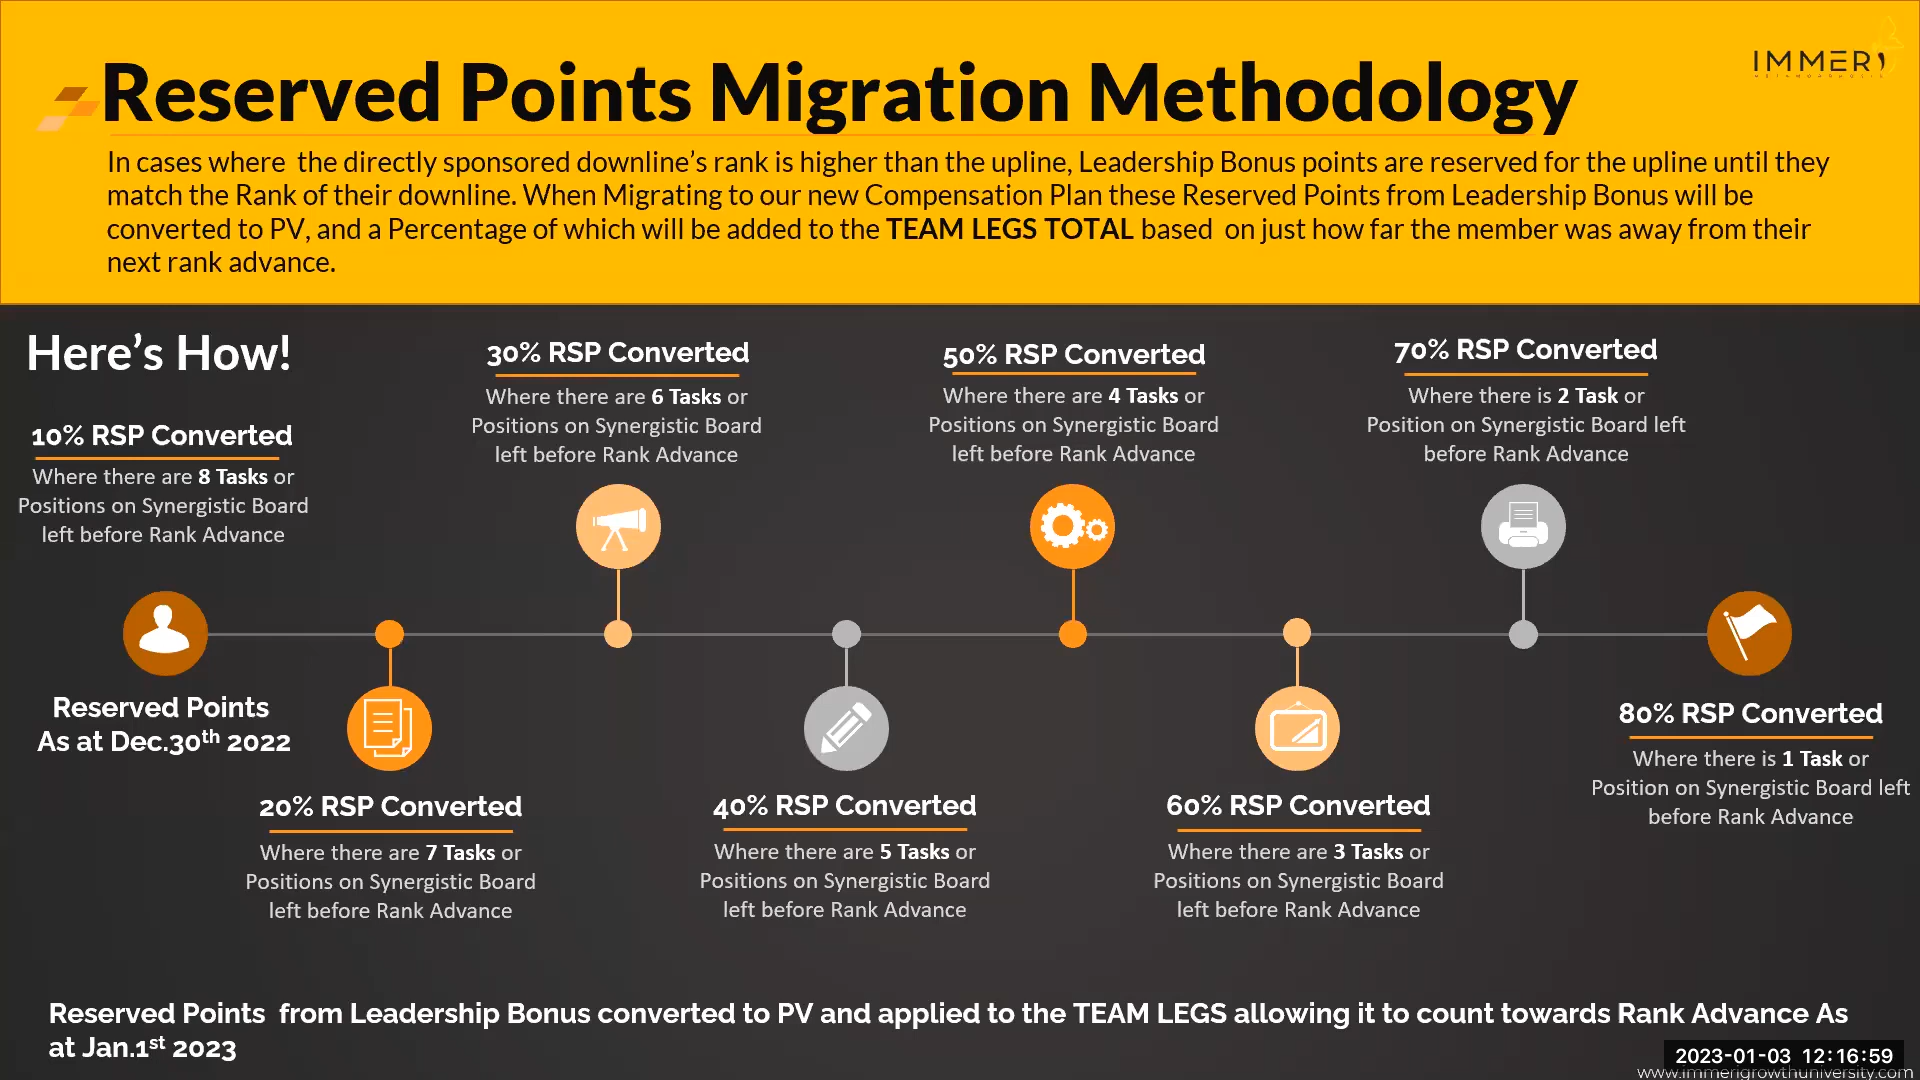 IMMERI
Reserved Points Migration Methodology
In cases where the directly sponsored downline's rank is higher than the upline, Leadership Bonus points are reserved for the upline until they
match the Rank of their downline. When Migrating to our new Compensation Plan these Reserved Points from Leadership Bonus will be
converted to PV, and a Percentage of which will be added to the TEAM LEGS TOTAL based on just how far the member was away from their
next rank advance.
Here's How!
10% RSP Converted
Where there are 8 Tasks or
Positions on Synergistic Board
left before Rank Advance
Reserved Points
As at Dec.30th 2022
20% RSP Converted
Where there are 7 Tasks or
Positions on Synergistic Board
left before Rank Advance
30% RSP Converted
Where there are 6 Tasks or
Positions on Synergistic Board
left before Rank Advance
40% RSP Converted
Where there are 5 Tasks or
Positions on Synergistic Board
left before Rank Advance
50% RSP Converted
Where there are 4 Tasks or
Positions on Synergistic Board
left before Rank Advance
60% RSP Converted
Where there are 3 Tasks or
Positions on Synergistic Board
left before Rank Advance
70% RSP Converted
Where there is 2 Task or
Position on Synergistic Board left
before Rank Advance
80% RSP Converted
Where there is 1 Task or
Position on Synergistic Board left
before Rank Advance
Reserved Points from Leadership Bonus converted to PV and applied to the TEAM LEGS allowing it to count towards Rank Advance As
at Jan.1st 2023
2023-01-03 12:16:59
www.immerigrowthuniversity.com